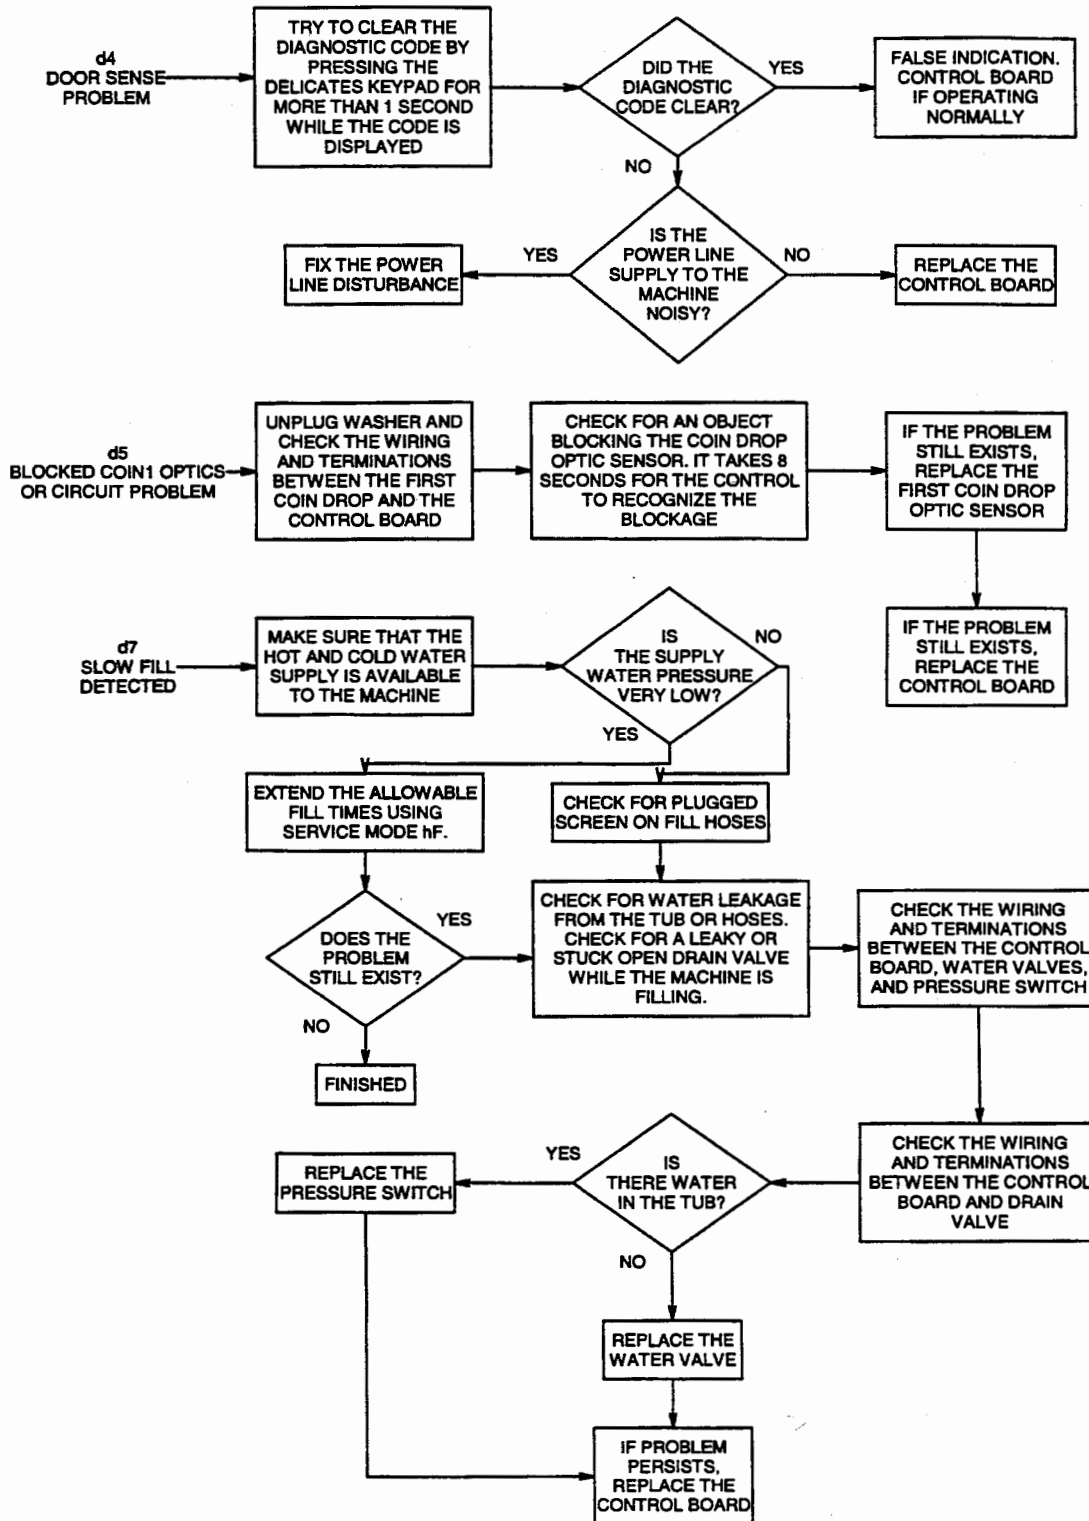 d4
DOOR SENSE
PROBLEM
TRY TO CLEAR THE
DIAGNOSTIC CODE BY
PRESSING THE
DELICATES KEYPAD FOR
MORE THAN 1 SECOND
WHILE THE CODE IS
DISPLAYED
DID THE
DIAGNOSTIC
CODE CLEAR?
YES
FALSE INDICATION.
CONTROL BOARD
IF OPERATING
NORMALLY
NO
IS THE
POWER LINE
SUPPLY TO THE
MACHINE
NOISY?
YES
FIX THE POWER
LINE DISTURBANCE
NO
REPLACE THE
CONTROL BOARD
d5
BLOCKED COIN1 OPTICS
OR CIRCUIT PROBLEM
UNPLUG WASHER AND
CHECK THE WIRING
AND TERMINATIONS
BETWEEN THE FIRST
COIN DROP AND THE
CONTROL BOARD
CHECK FOR AN OBJECT
BLOCKING THE COIN DROP
OPTIC SENSOR. IT TAKES 8
SECONDS FOR THE CONTROL
TO RECOGNIZE THE
BLOCKAGE
IF THE PROBLEM
STILL EXISTS,
REPLACE THE
FIRST COIN DROP
OPTIC SENSOR
IF THE PROBLEM
STILL EXISTS,
REPLACE THE
CONTROL BOARD
d7
SLOW FILL
DETECTED
MAKE SURE THAT THE
HOT AND COLD WATER
SUPPLY IS AVAILABLE
TO THE MACHINE
IS
THE SUPPLY
WATER PRESSURE
VERY LOW?
NO
YES
EXTEND THE ALLOWABLE
FILL TIMES USING
SERVICE MODE hF.
CHECK FOR PLUGGED
SCREEN ON FILL HOSES
DOES THE
PROBLEM
STILL EXIST?
YES
NO
FINISHED
CHECK FOR WATER LEAKAGE
FROM THE TUB OR HOSES.
CHECK FOR A LEAKY OR
STUCK OPEN DRAIN VALVE
WHILE THE MACHINE IS
FILLING.
CHECK THE WIRING
AND TERMINATIONS
BETWEEN THE CONTROL
BOARD, WATER VALVES,
AND PRESSURE SWITCH
CHECK THE WIRING
AND TERMINATIONS
BETWEEN THE CONTROL
BOARD AND DRAIN
VALVE
IS
THERE WATER
IN THE TUB?
YES
REPLACE THE
PRESSURE SWITCH
NO
REPLACE THE
WATER VALVE
IF PROBLEM
PERSISTS,
REPLACE THE
CONTROL BOARD